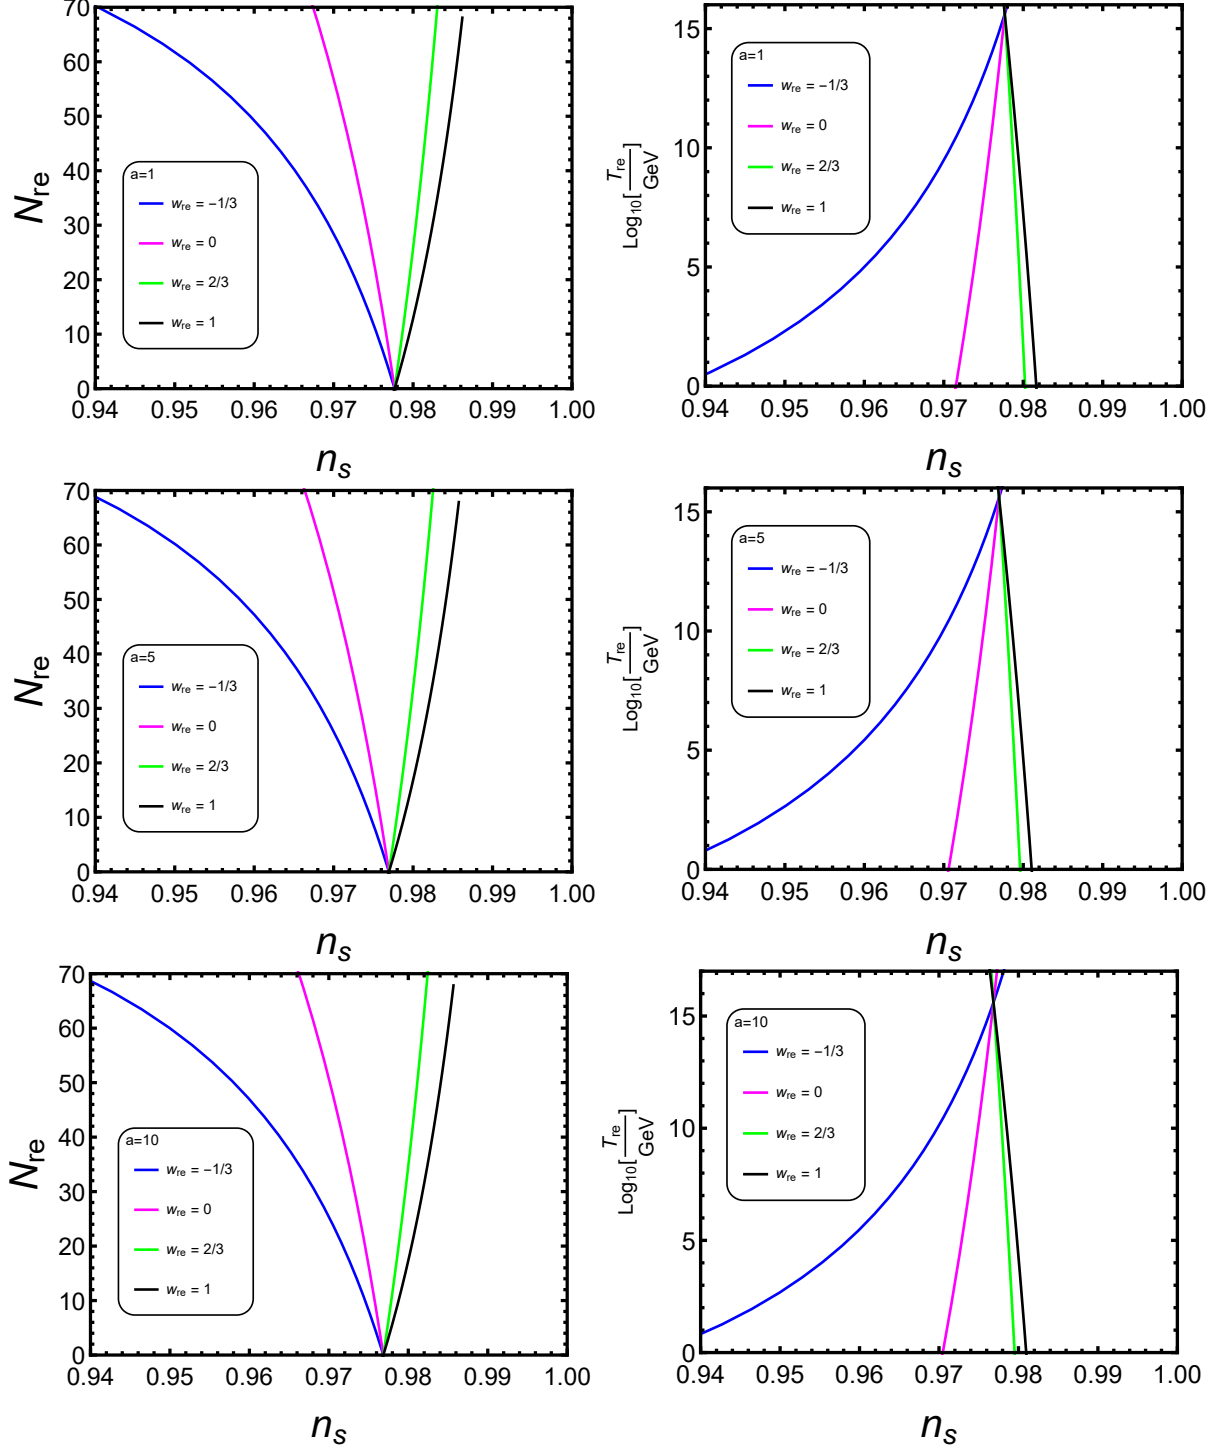 70
60
50
40
30
20
10
0
N_re
a=1
w_re = −1/3
w_re = 0
w_re = 2/3
w_re = 1
0.94 0.95 0.96 0.97 0.98 0.99 1.00
n_s
15
10
5
0
Log_10[T_re/GeV]
a=1
w_re = −1/3
w_re = 0
w_re = 2/3
w_re = 1
0.94 0.95 0.96 0.97 0.98 0.99 1.00
n_s
70
60
50
40
30
20
10
0
N_re
a=5
w_re = −1/3
w_re = 0
w_re = 2/3
w_re = 1
0.94 0.95 0.96 0.97 0.98 0.99 1.00
n_s
15
10
5
0
Log_10[T_re/GeV]
a=5
w_re = −1/3
w_re = 0
w_re = 2/3
w_re = 1
0.94 0.95 0.96 0.97 0.98 0.99 1.00
n_s
70
60
50
40
30
20
10
0
N_re
a=10
w_re = −1/3
w_re = 0
w_re = 2/3
w_re = 1
0.94 0.95 0.96 0.97 0.98 0.99 1.00
n_s
15
10
5
0
Log_10[T_re/GeV]
a=10
w_re = −1/3
w_re = 0
w_re = 2/3
w_re = 1
0.94 0.95 0.96 0.97 0.98 0.99 1.00
n_s